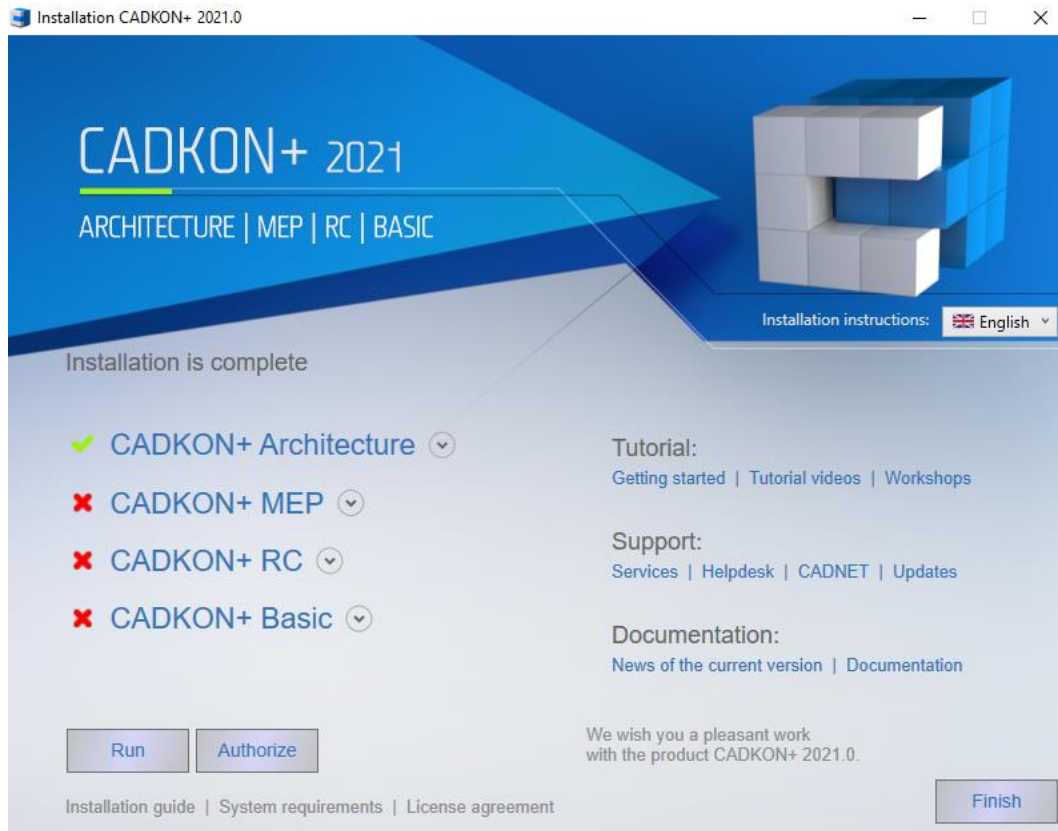 Installation CADKON+ 2021.0
CADKON+ 2021
ARCHITECTURE | MEP | RC | BASIC
Installation instructions: English
Installation is complete
CADKON+ Architecture
CADKON+ MEP
CADKON+ RC
CADKON+ Basic
Tutorial:
Getting started | Tutorial videos | Workshops
Support:
Services | Helpdesk | CADNET | Updates
Documentation:
News of the current version | Documentation
Run Authorize
We wish you a pleasant work
with the product CADKON+ 2021.0.
Installation guide | System requirements | License agreement
Finish